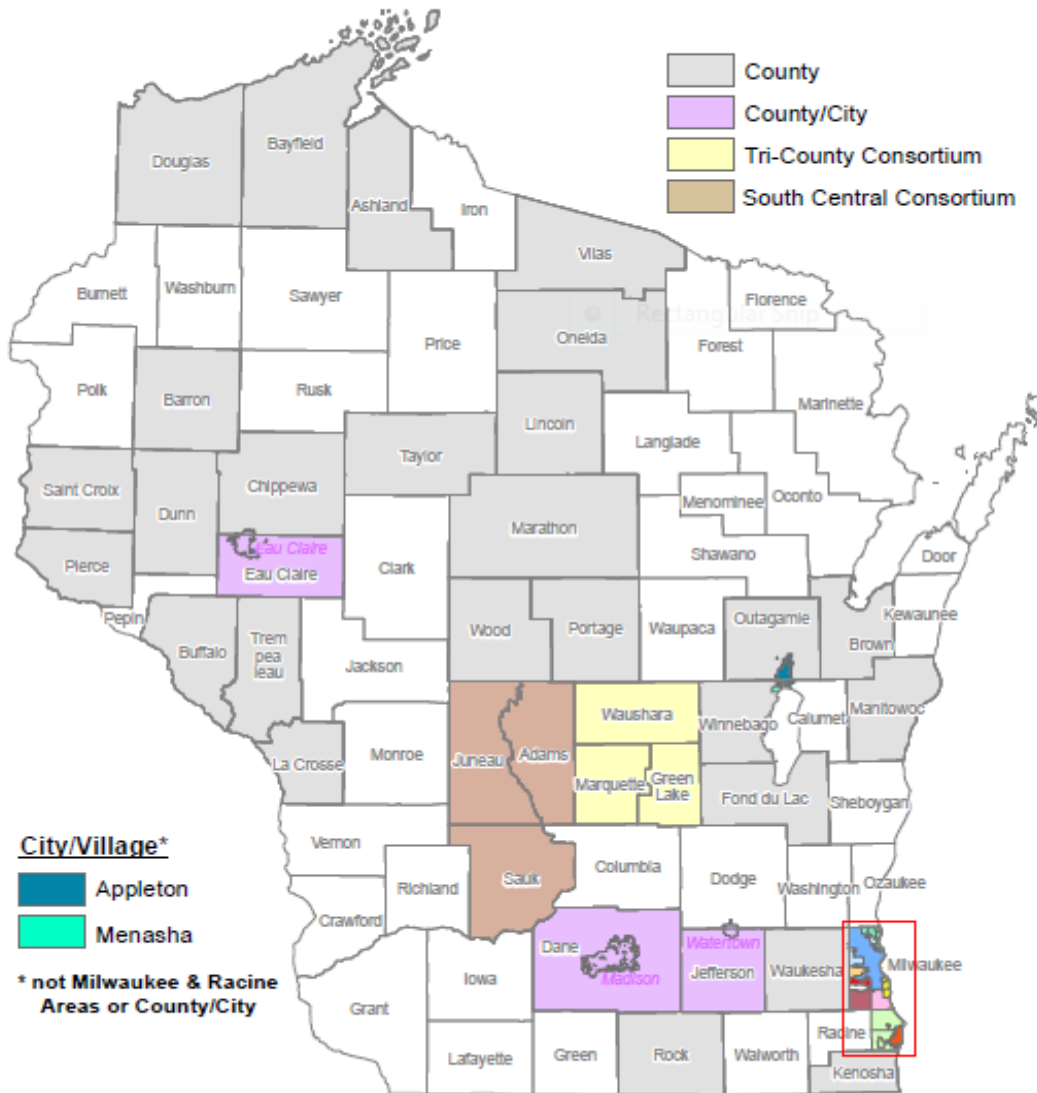 County
County/City
Tri-County Consortium
South Central Consortium
Bayfield
Douglas
Ashland
Iron
Vilas
Burnett
Washburn
Sawyer
Florence
Rectangular Snip
Price
Oneida
Forest
Polk
Barron
Rusk
Marinette
Lincoln
Langlade
Taylor
Saint Croix
Chippewa
Menominee
Oconto
Dunn
Marathon
Eau Claire
Shawano
Door
Pierce
Eau Claire
Clark
Pepin
Wood
Portage
Waupaca
Outagamie
Kewaunee
Brown
Buffalo
Trem
pea
leau
Jackson
Waushara
Winnebago
Calumet
Manitowoc
La Crosse
Monroe
Juneau
Adams
Marquette
Green
Lake
Fond du Lac
Sheboygan
Vernon
City/Village*
Appleton
Menasha
* not Milwaukee & Racine
Areas or County/City
Richland
Sauk
Columbia
Dodge
Washington
Ozaukee
Crawford
Dane
Madison
Watertown
Jefferson
Waukesha
Milwaukee
Iowa
Grant
Lafayette
Green
Rock
Walworth
Racine
Kenosha